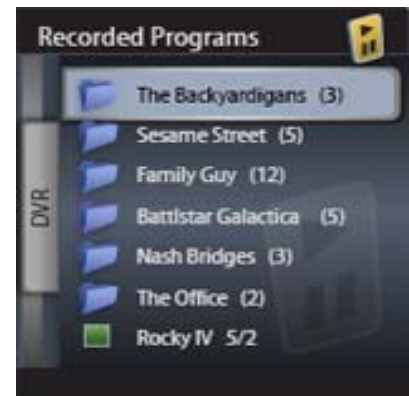 Recorded Programs
The Backyardigans (3)
Sesame Street (5)
Family Guy (12)
Battlstar Galactica (5)
Nash Bridges (3)
The Office (2)
Rocky IV 5/2
DVR